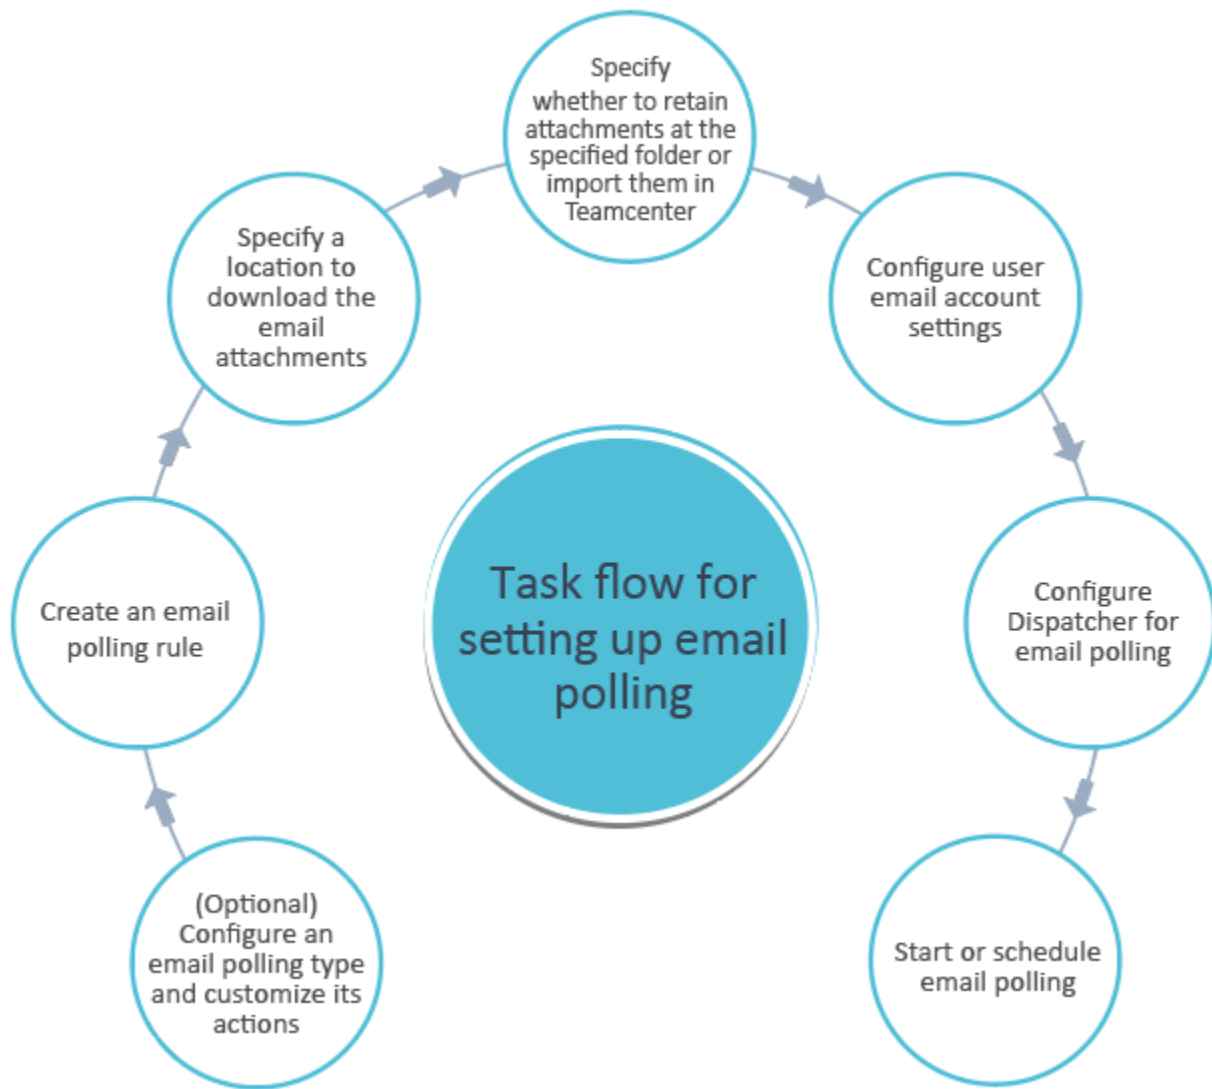 (Optional)
Configure an
email polling type
and customize its
actions
Create an email
polling rule
Specify a
location to
download the
email
attachments
Specify
whether to retain
attachments at the
specified folder or
import them in
Teamcenter
Configure user
email account
settings
Configure
Dispatcher for
email polling
Start or schedule
email polling
Task flow for
setting up email
polling